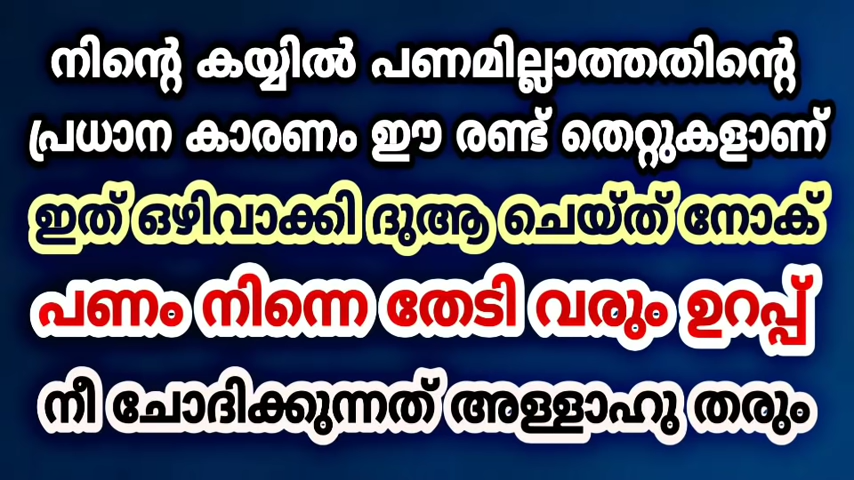 നിന്റെ കയ്യിൽ പണമില്ലാത്തതിന്റെ
പ്രധാന കാരണം ഈ രണ്ട് തെറ്റുകളാണ്
ഇത് ഒഴിവാക്കി ദുആ ചെയ്ത് നോക്
പണം നിന്നെ തേടി വരും ഉറപ്പ്
നീ ചോദിക്കുന്നത് അള്ളാഹു തരും